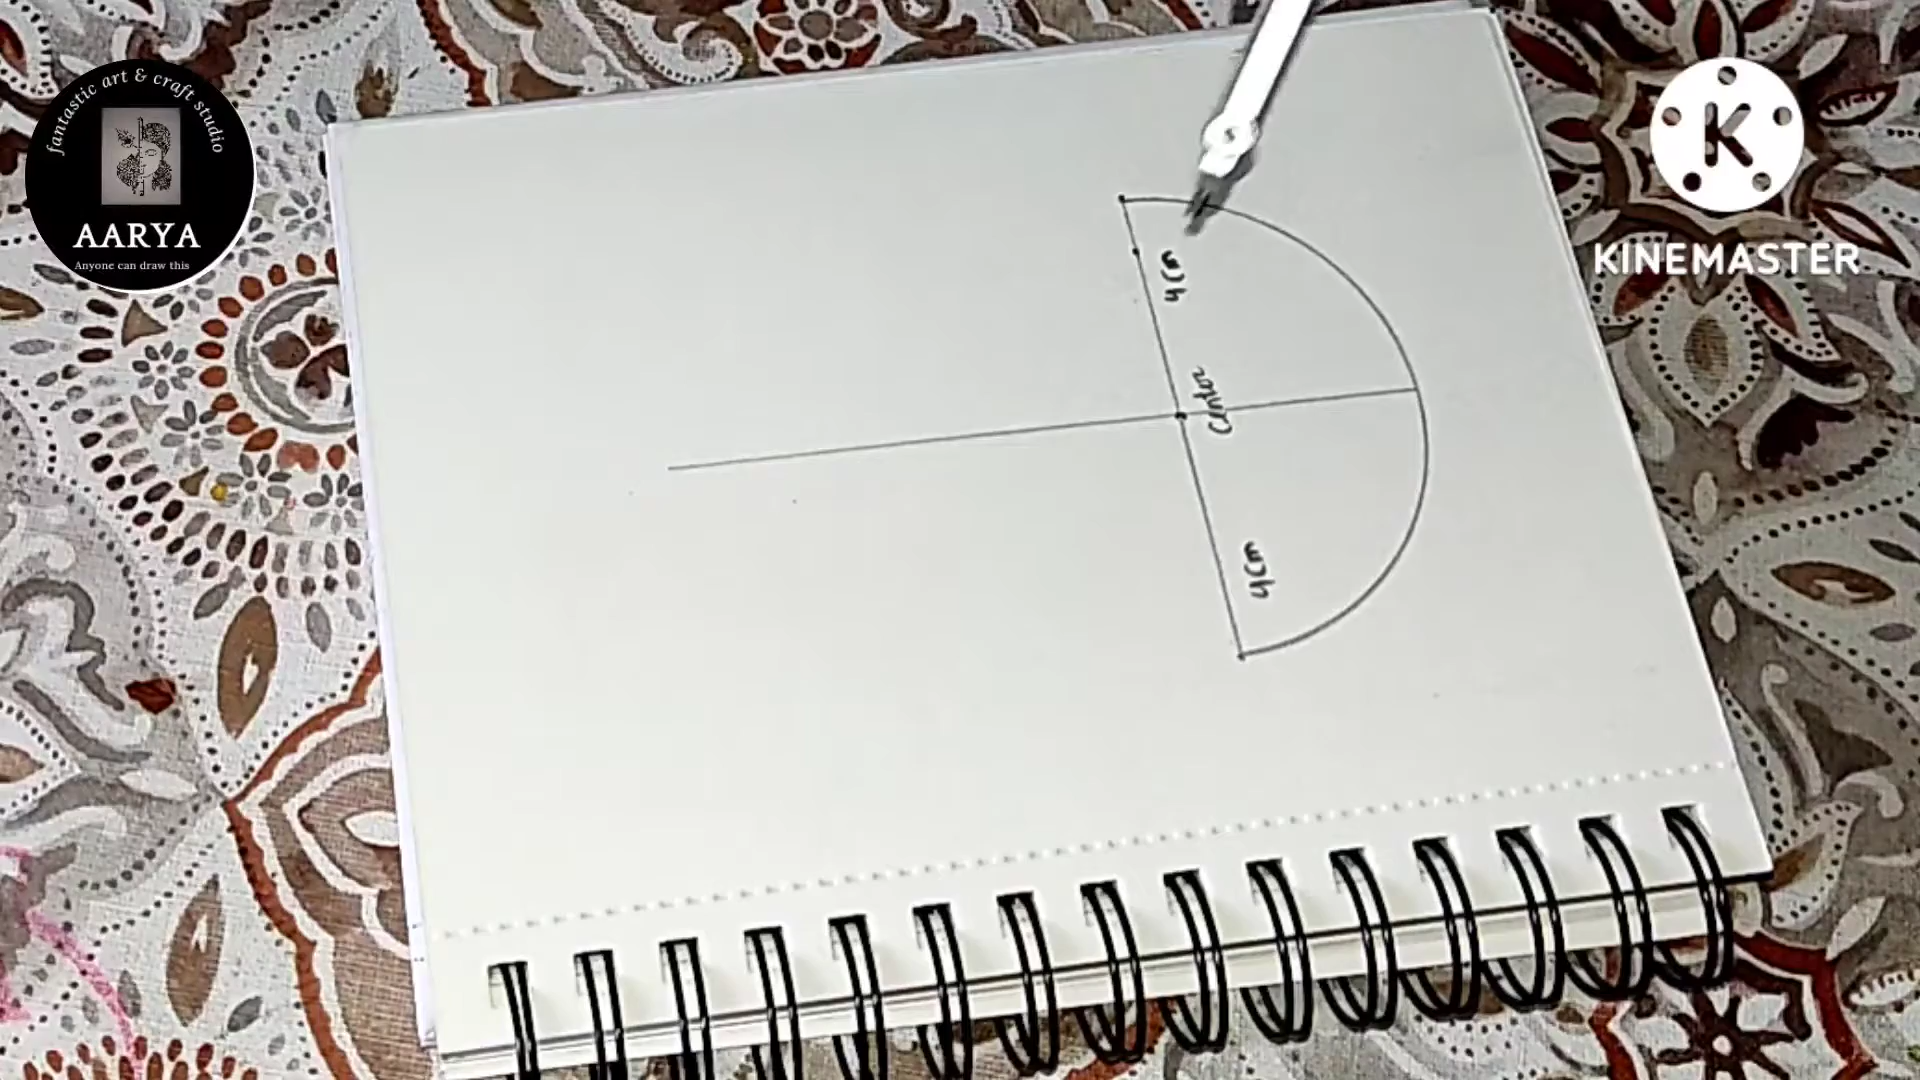 fantastic art & craft studio
AARYA
Anyone can draw this
KINEMASTER
4cm
Center
4cm